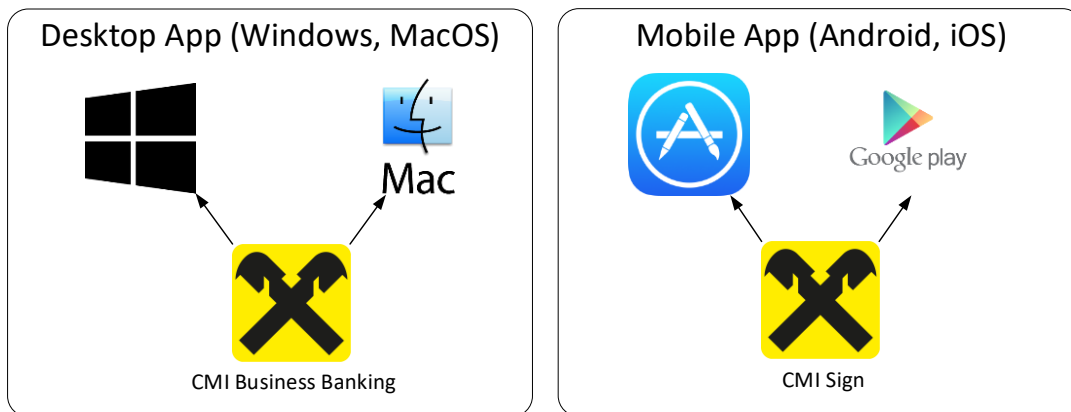 Desktop App (Windows, MacOS)
Mac
CMI Business Banking
Mobile App (Android, iOS)
Google play
CMI Sign